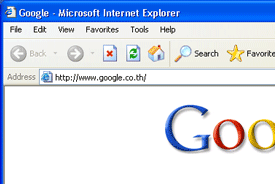 Google - Microsoft Internet Explorer
File Edit View Favorites Tools Help
Back Search Favorite
Address http://www.google.co.th/
Goo